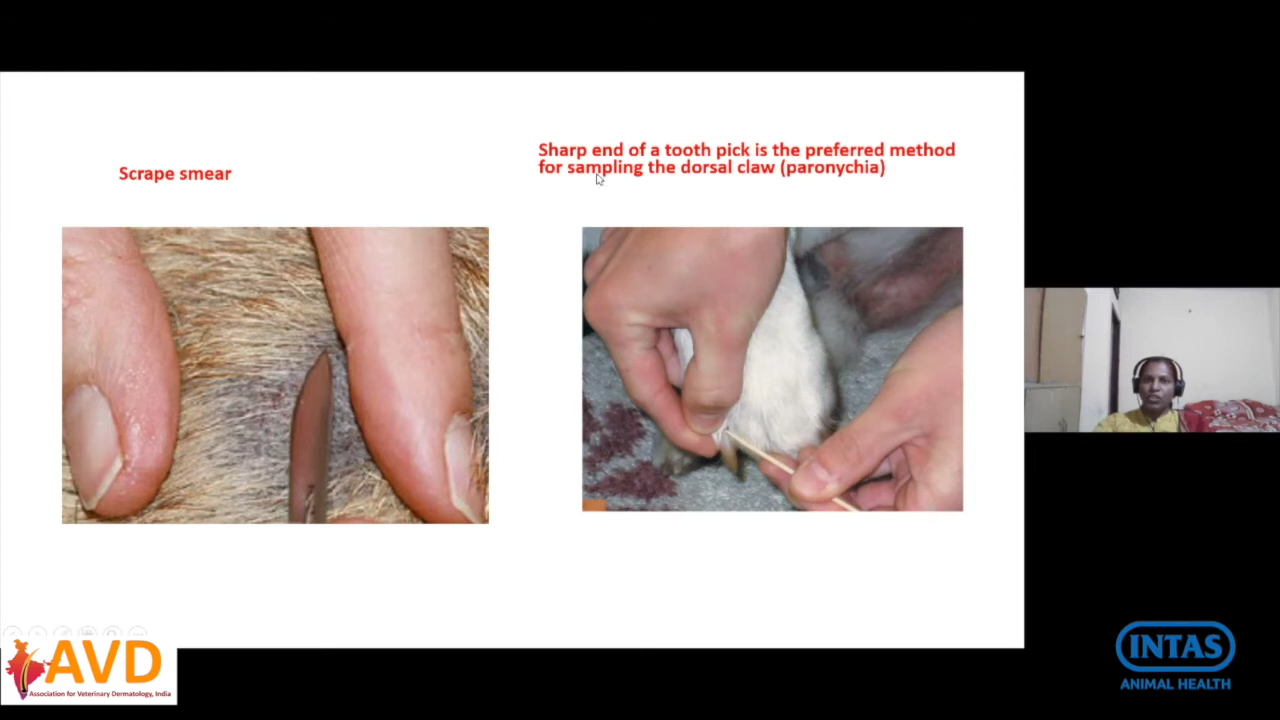 Scrape smear
Sharp end of a tooth pick is the preferred method
for sampling the dorsal claw (paronychia)
AVD
Association for Veterinary Dermatology, India
INTAS
ANIMAL HEALTH